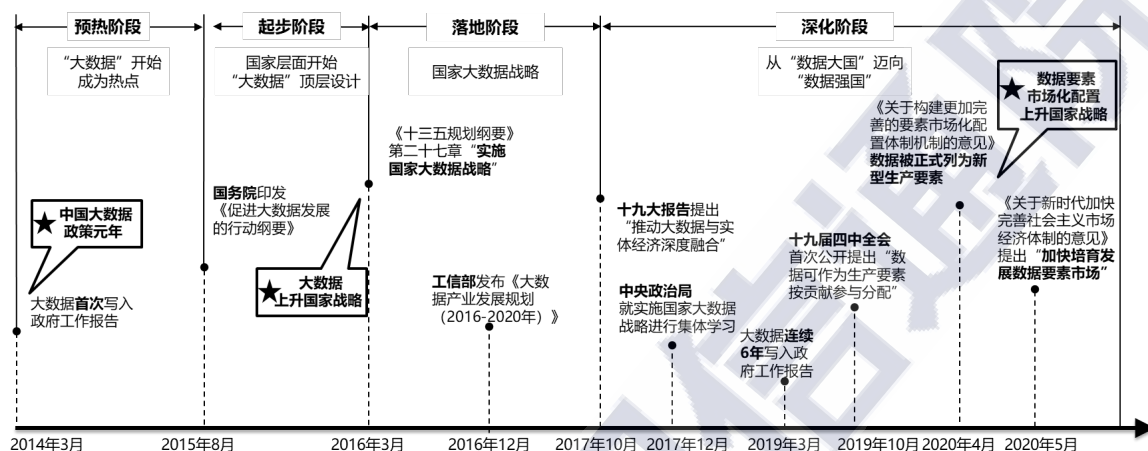 预热阶段
起步阶段
落地阶段
深化阶段
“大数据”开始
成为热点
国家层面开始
“大数据”顶层设计
国家大数据战略
从“数据大国”迈向
“数据强国”
中国大数据
政策元年
大数据首次写入
政府工作报告
国务院印发
《促进大数据发展
的行动纲要》
大数据
上升国家战略
《十三五规划纲要》
第二十七章“实施
国家大数据战略”
工信部发布《大数
据产业发展规划
（2016-2020年）》
十九大报告提出
“推动大数据与实
体经济深度融合”
中央政治局
就实施国家大数据
战略进行集体学习
大数据连续
6年写入政
府工作报告
十九届四中全会
首次公开提出“数
据可作为生产要素
按贡献参与分配”
《关于构建更加完
善的要素市场化配
置体制机制的意见》
数据被正式列为新
型生产要素
数据要素
市场化配置
上升国家战略
《关于新时代加快
完善社会主义市场
经济体制的意见》
提出“加快培育发
展数据要素市场”
2014年3月
2015年8月
2016年3月
2016年12月
2017年10月
2017年12月
2019年3月
2019年10月
2020年4月
2020年5月